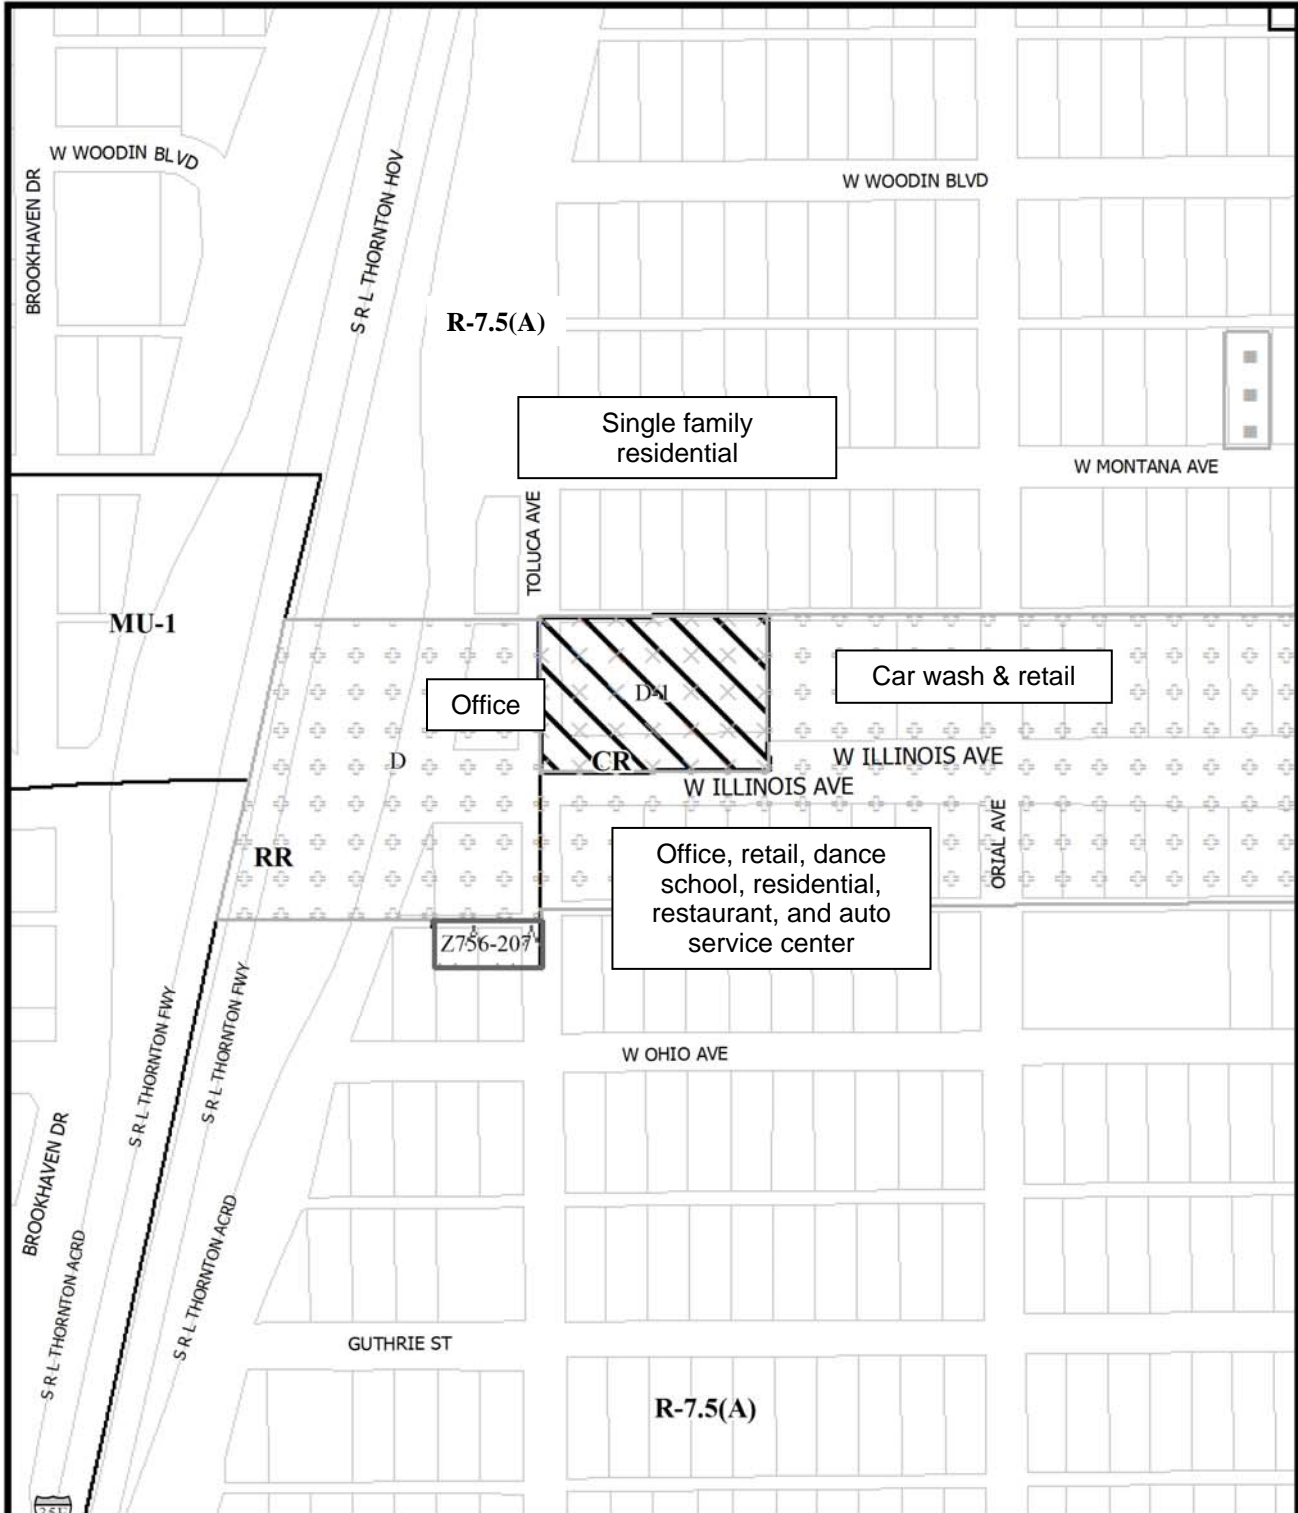 W WOODIN BLVD
BROOKHAVEN DR
S R L THORNTON HOV
W WOODIN BLVD
R-7.5(A)
Single family
residential
W MONTANA AVE
TOLUCA AVE
MU-1
Car wash & retail
D-1
Office
D
CR
W ILLINOIS AVE
W ILLINOIS AVE
RR
Office, retail, dance
school, residential,
restaurant, and auto
service center
ORIAL AVE
Z756-207
S R L THORNTON FWY
S R L THORNTON FWY
W OHIO AVE
BROOKHAVEN DR
S R L THORNTON ACRD
S R L THORNTON ACRD
GUTHRIE ST
R-7.5(A)